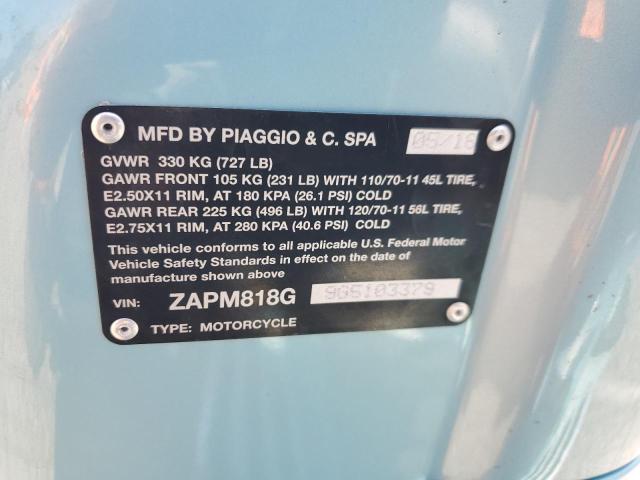 MFD BY PIAGGIO & C. SPA 05/16
GVWR 330 KG (727 LB)
GAWR FRONT 105 KG (231 LB) WITH 110/70-11 45L TIRE,
E2.50X11 RIM, AT 180 KPA (26.1 PSI) COLD
GAWR REAR 225 KG (496 LB) WITH 120/70-11 56L TIRE,
E2.75X11 RIM, AT 280 KPA (40.6 PSI) COLD
This vehicle conforms to all applicable U.S. Federal Motor
Vehicle Safety Standards in effect on the date of
manufacture shown above
VIN: ZAPM818G 9G5103379
TYPE: MOTORCYCLE